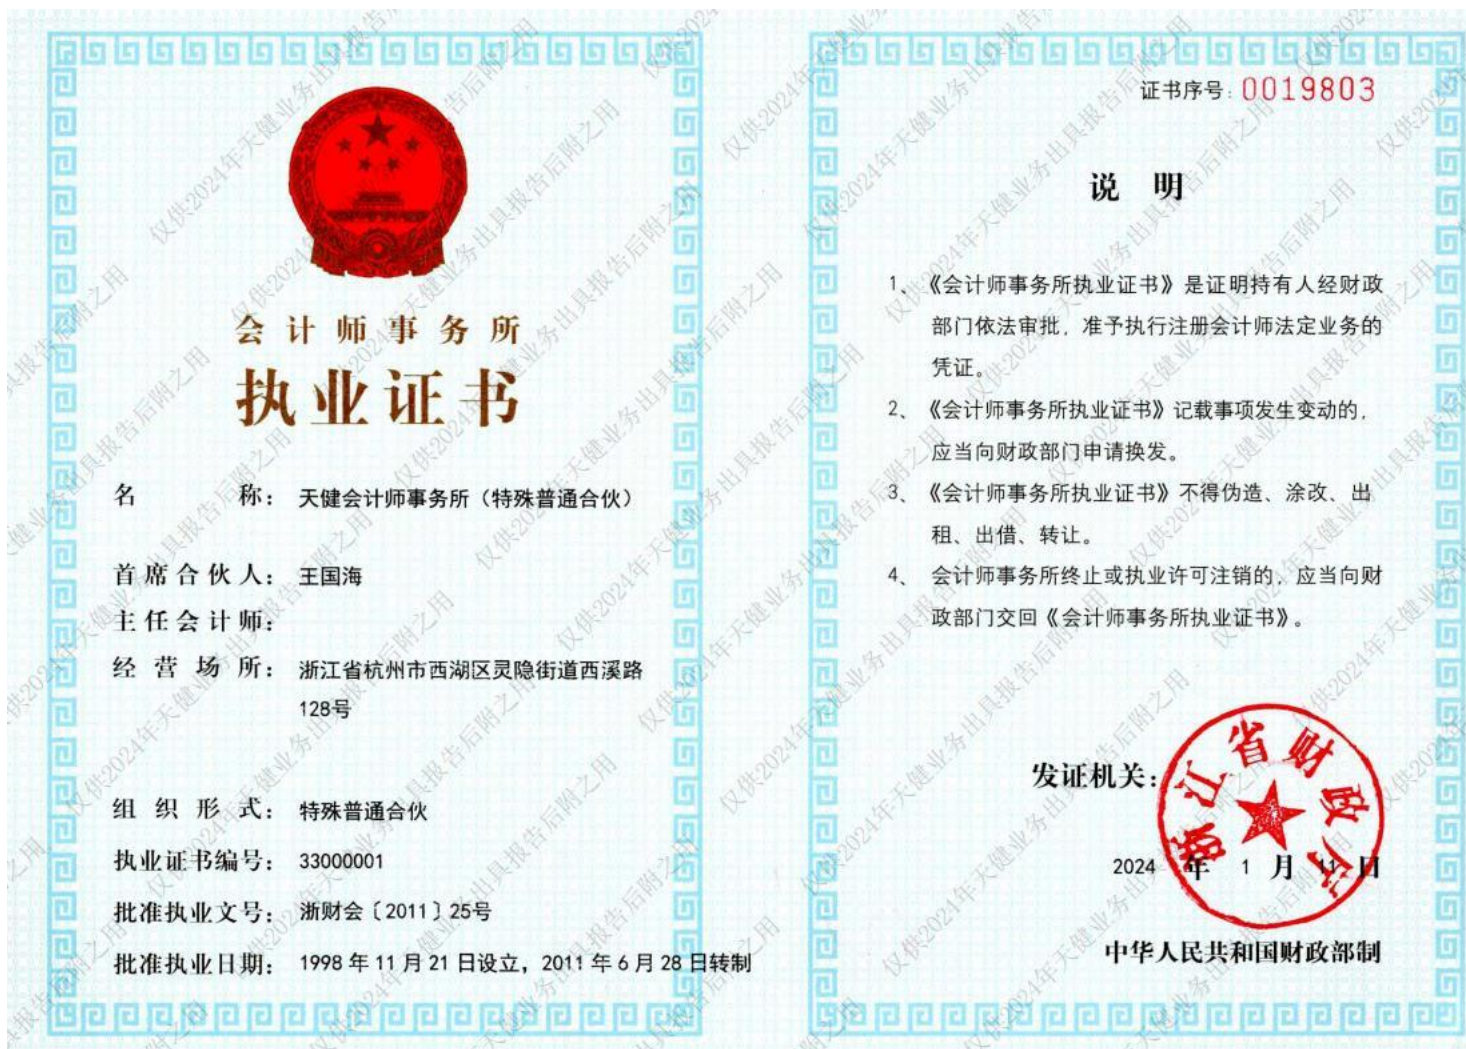 会计师事务所
执业证书
名 称: 天健会计师事务所（特殊普通合伙）
首席合伙人: 王国海
主任会计师:
经营场所: 浙江省杭州市西湖区灵隐街道西溪路
128号
组织形式: 特殊普通合伙
执业证书编号: 33000001
批准执业文号: 浙财会〔2011〕25号
批准执业日期: 1998年11月21日设立，2011年6月28日转制
证书序号: 0019803
说 明
1、《会计师事务所执业证书》是证明持有人经财政
部门依法审批，准予执行注册会计师法定业务的
凭证。
2、《会计师事务所执业证书》记载事项发生变动的，
应当向财政部门申请换发。
3、《会计师事务所执业证书》不得伪造、涂改、出
租、出借、转让。
4、 会计师事务所终止或执业许可注销的，应当向财
政部门交回《会计师事务所执业证书》。
发证机关:
浙江省财政厅
2024 年 1 月 11 日
中华人民共和国财政部制
仅供2024年天健业务出具报告后附之用